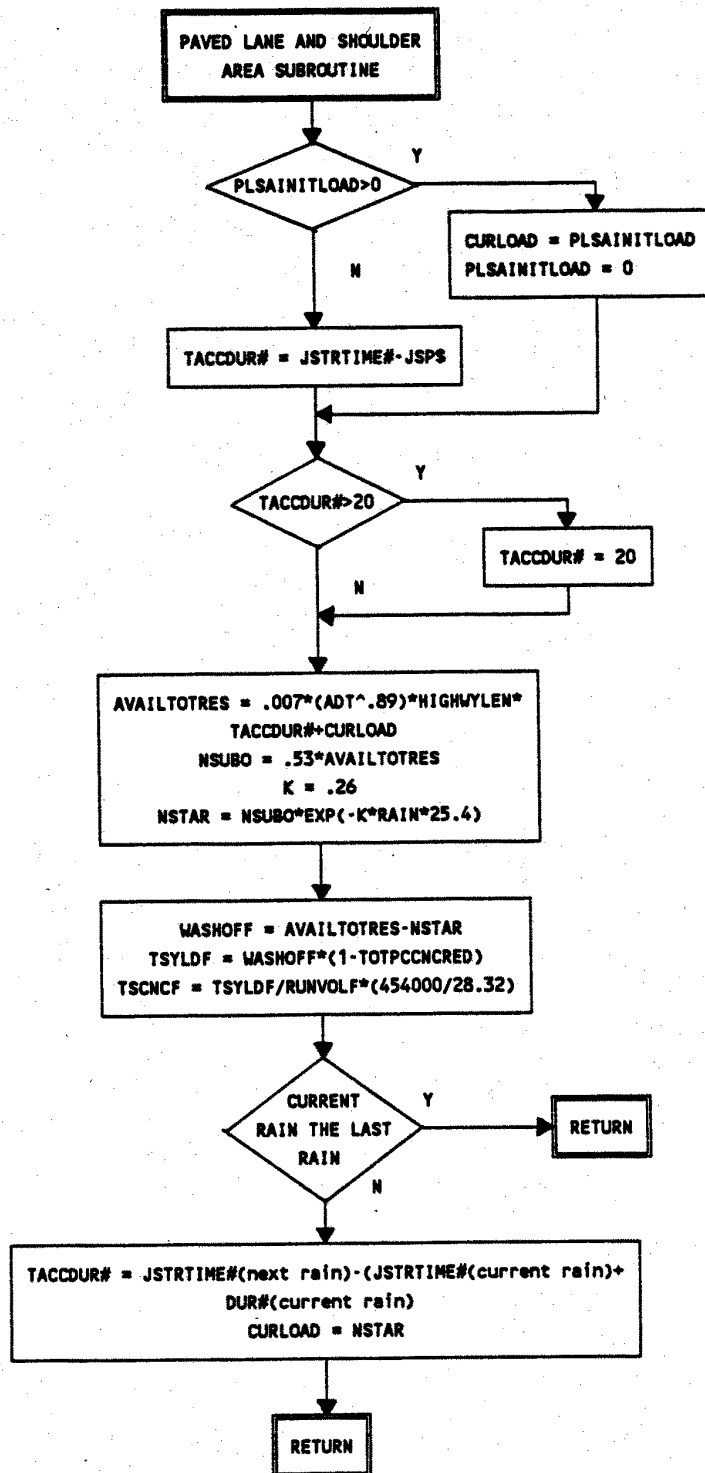 PAVED LANE AND SHOULDER
AREA SUBROUTINE
PLSAINITLOAD>0
Y
CURLOAD = PLSAINITLOAD
PLSAINITLOAD = 0
N
TACCDUR# = JSTRTIME#-JSPS
TACCDUR#>20
Y
TACCDUR# = 20
N
AVAILTOTRES = .007*(ADT^.89)*HIGHWYLEN*
TACCDUR#+CURLOAD
NSUBO = .53*AVAILTOTRES
K = .26
NSTAR = NSUBO*EXP(-K*RAIN*25.4)
WASHOFF = AVAILTOTRES-NSTAR
TSYLDF = WASHOFF*(1-TOTPCCNCRED)
TSCNCF = TSYLDF/RUNVOLF*(454000/28.32)
CURRENT
RAIN THE LAST
RAIN
Y
RETURN
N
TACCDUR# = JSTRTIME#(next rain)-(JSTRTIME#(current rain)+
DUR#(current rain)
CURLOAD = NSTAR
RETURN